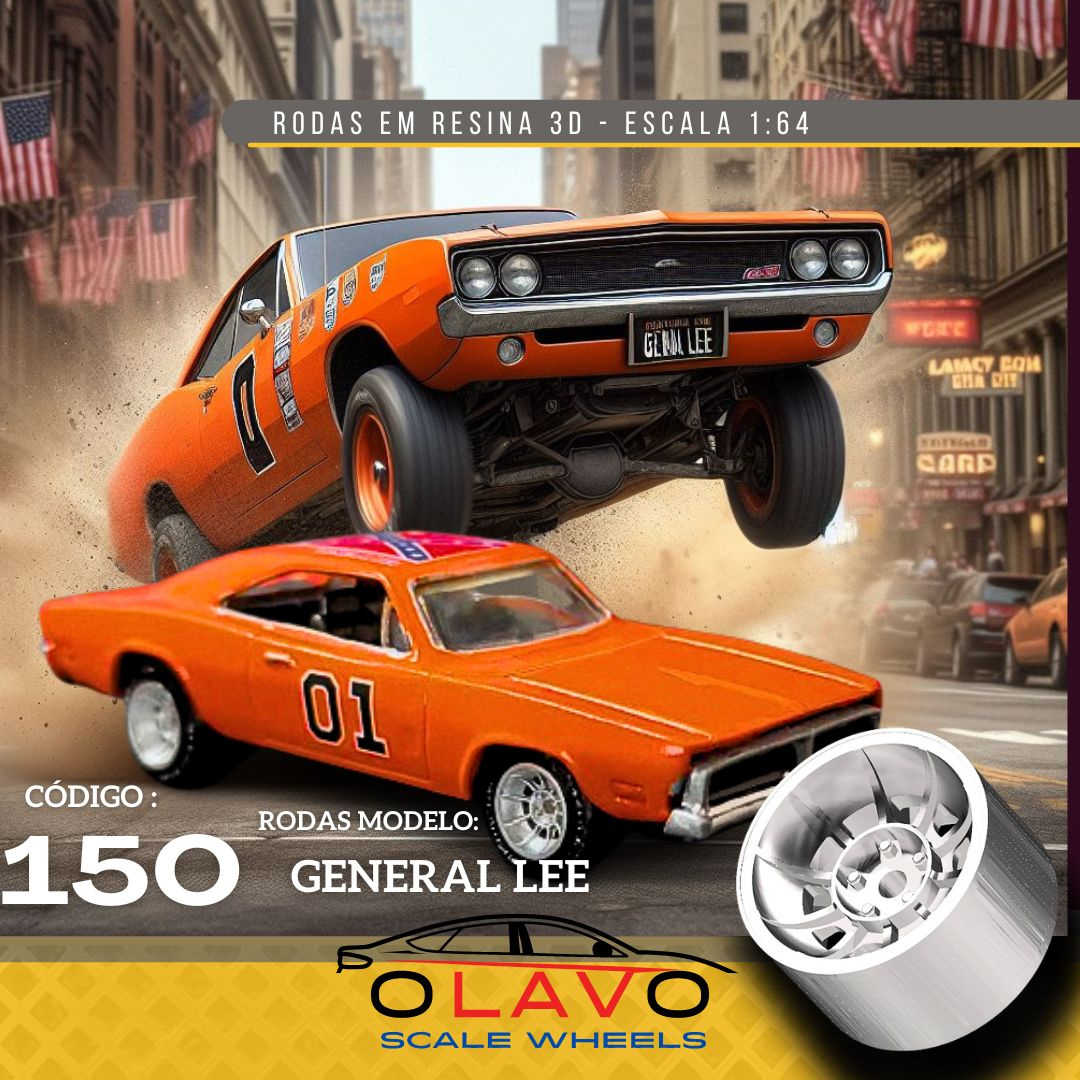 RODAS EM RESINA 3D - ESCALA 1:64
01
CÓDIGO :
150
RODAS MODELO:
GENERAL LEE
OLAVO
SCALE WHEELS